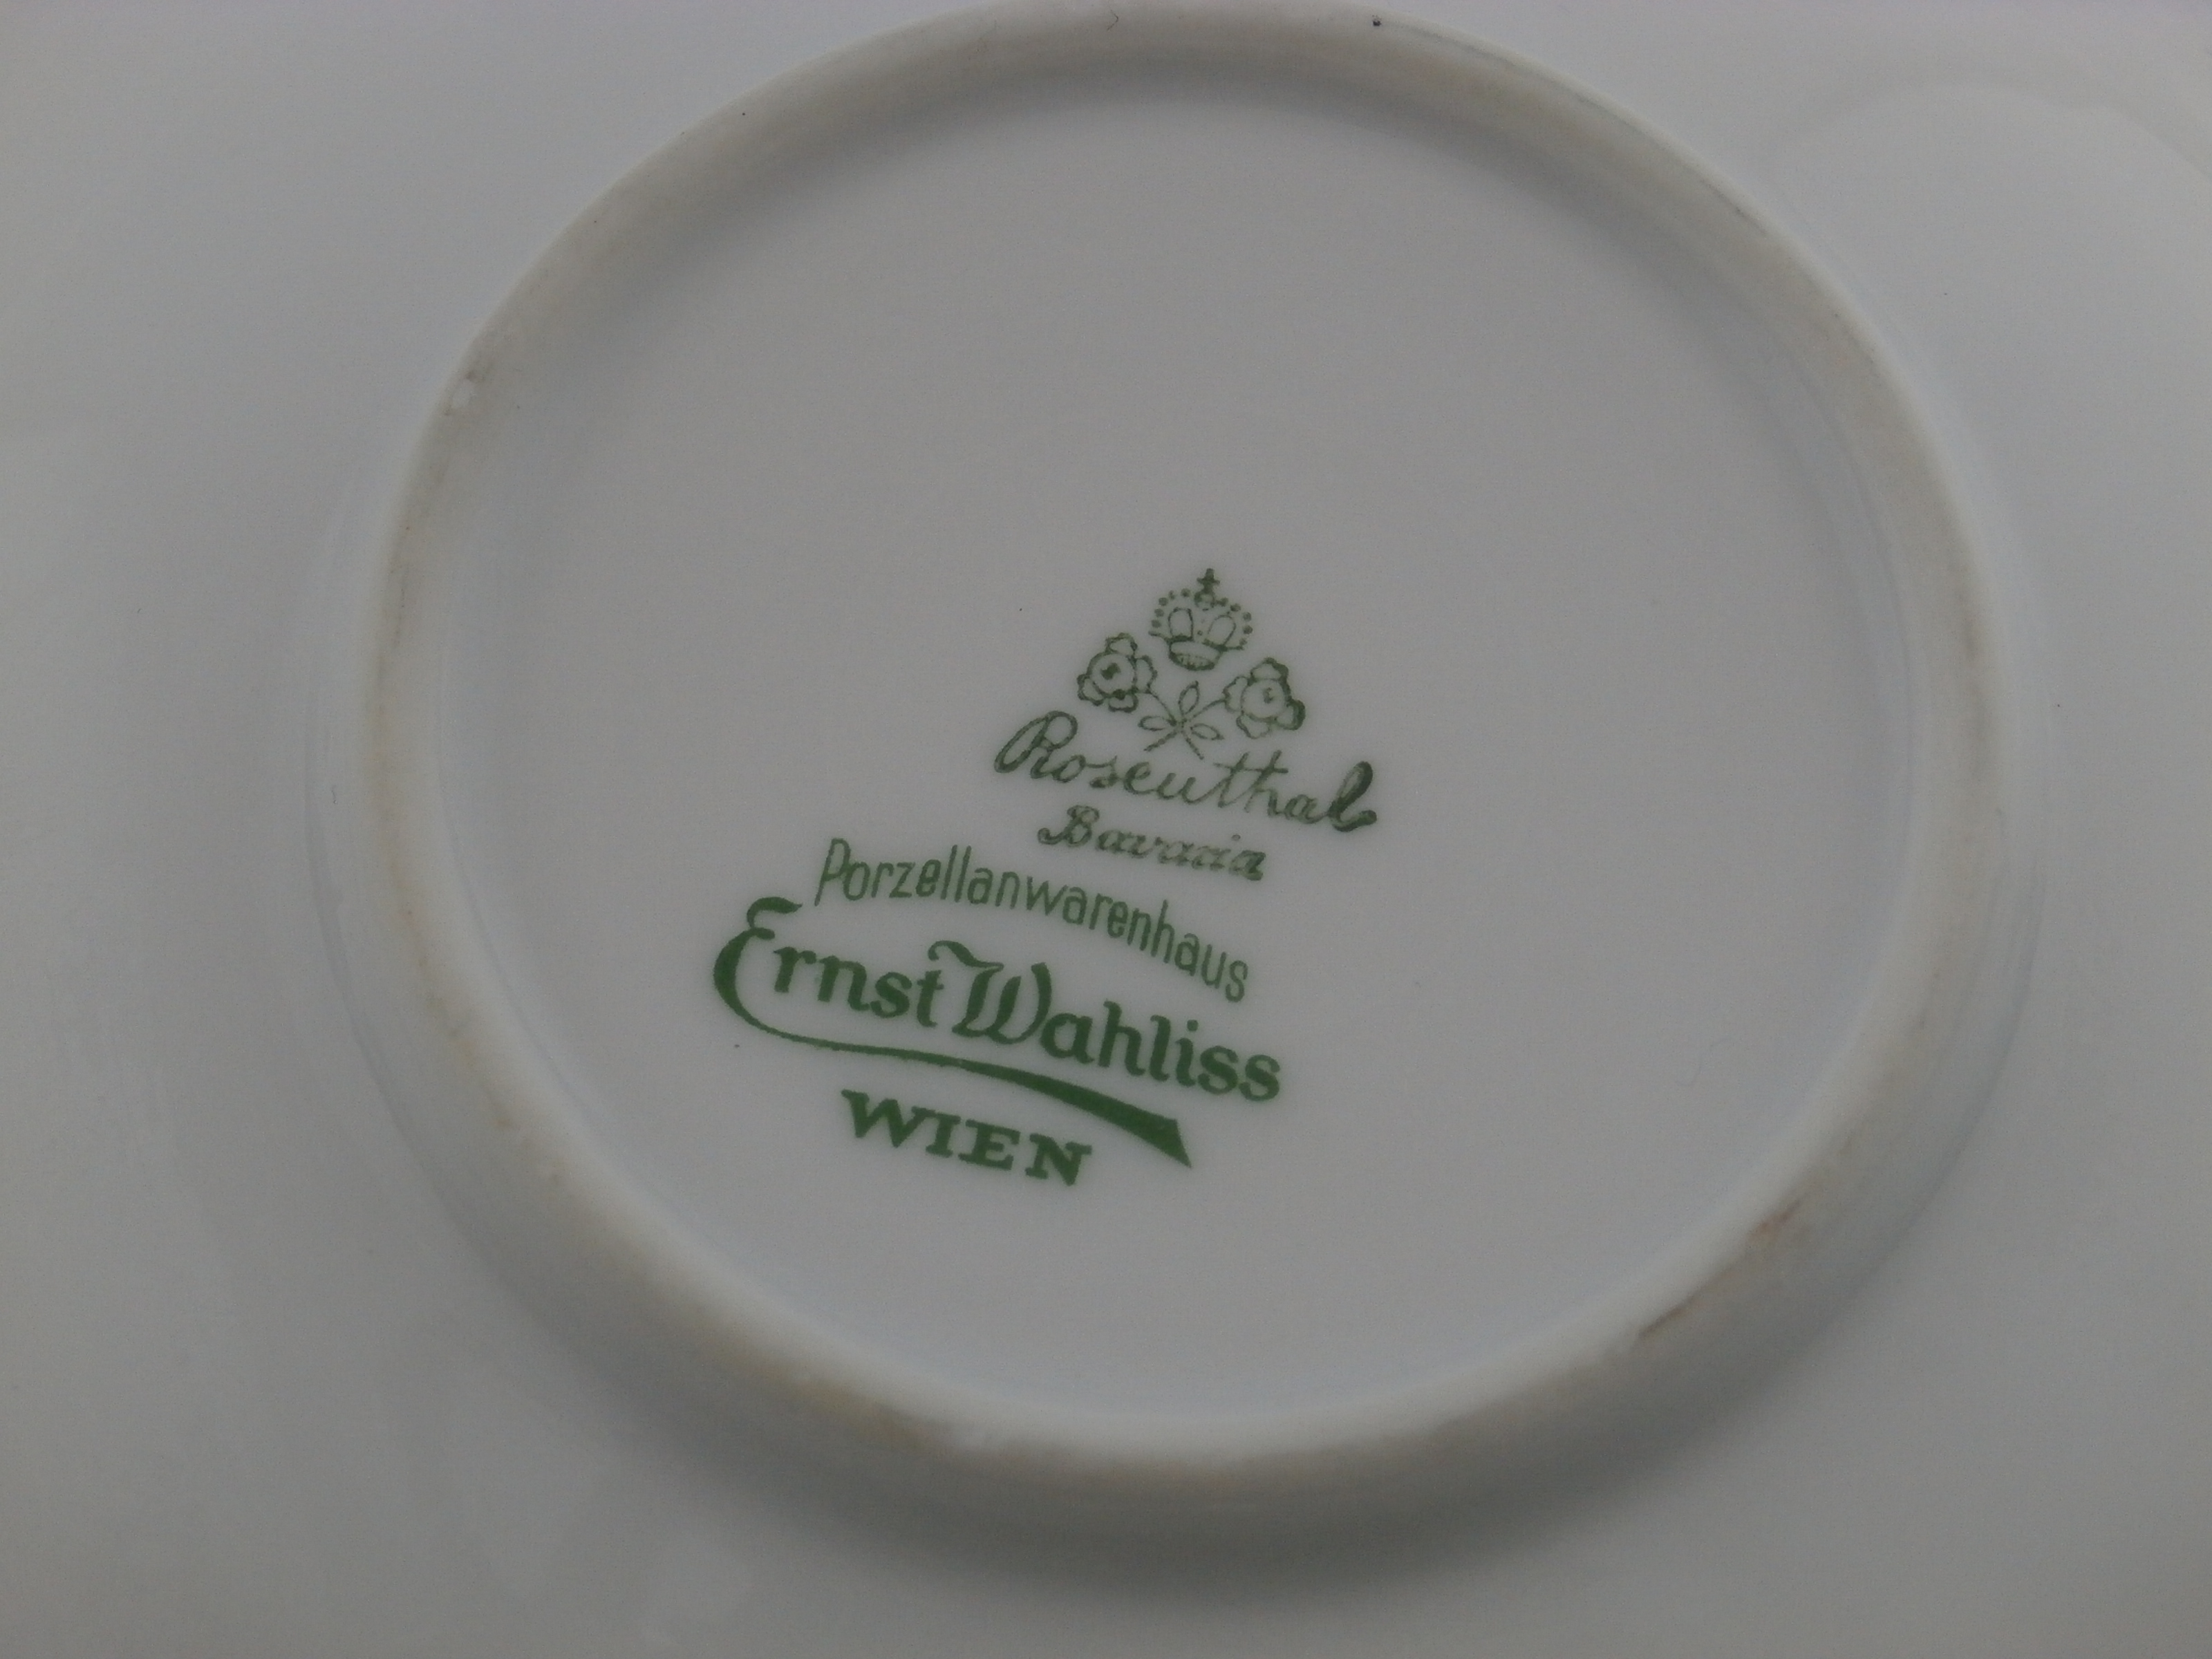 Rosenthal
Bavaria
Porzellanwarenhaus
Ernst Wahliss
WIEN